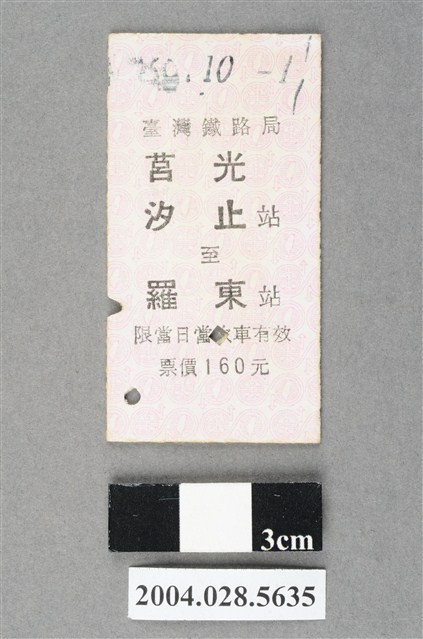 .10.-1
臺灣鐵路局
莒光
汐止站
至
羅東站
限當日當次車有效
票價160元
3cm
2004.028.5635